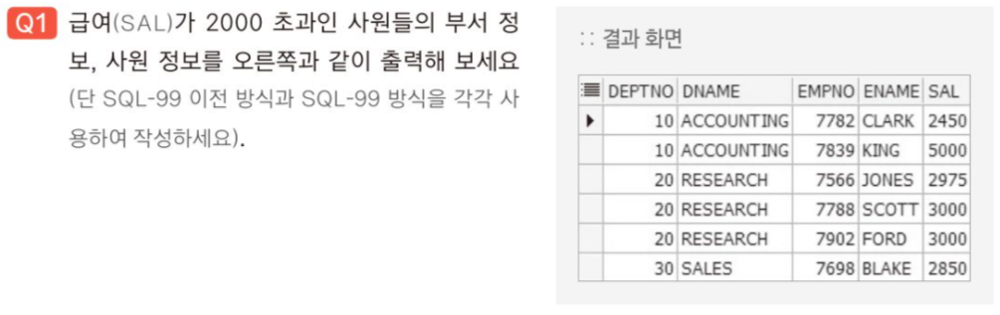 Q1 급여(SAL)가 2000 초과인 사원들의 부서 정
보, 사원 정보를 오른쪽과 같이 출력해 보세요
(단 SQL-99 이전 방식과 SQL-99 방식을 각각 사
용하여 작성하세요).
:: 결과 화면
DEPTNO DNAME EMPNO ENAME SAL
10 ACCOUNTING 7782 CLARK 2450
10 ACCOUNTING 7839 KING 5000
20 RESEARCH 7566 JONES 2975
20 RESEARCH 7788 SCOTT 3000
20 RESEARCH 7902 FORD 3000
30 SALES 7698 BLAKE 2850